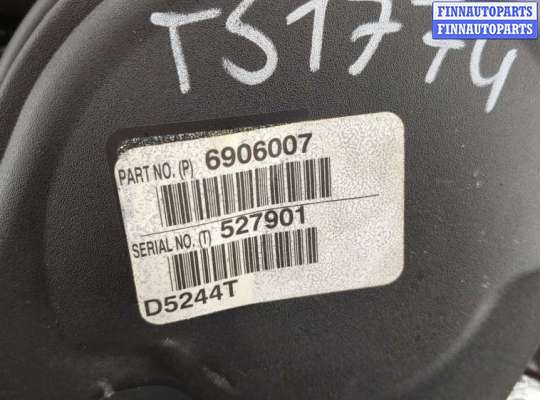 FINNAUTOPARTS
FINNAUTOPARTS
TS1774
PART NO. (P) 6906007
SERIAL NO. (T) 527901
D5244T